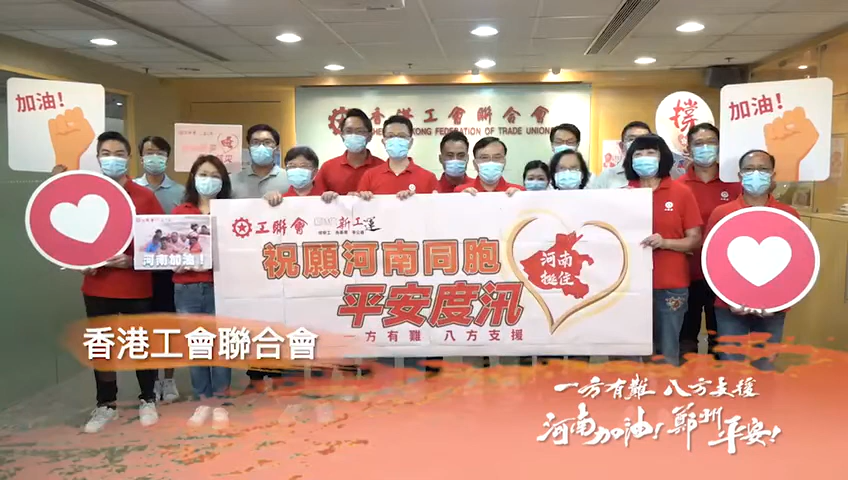 香港工會聯合會
THE HONG KONG FEDERATION OF TRADE UNIONS
加油!
加油!
撐
工聯會
新工運
祝願河南同胞
平安度汛
一方有難 八方支援
河南
挺住
河南加油!
香港工會聯合會
一方有難 八方支援
河南加油!鄭州平安!